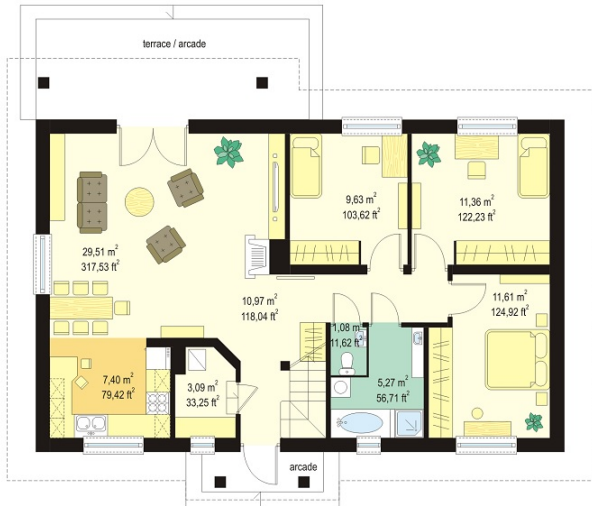 terrace / arcade
9,63 m²
103,62 ft²
11,36 m²
122,23 ft²
29,51 m²
317,53 ft²
10,97 m²
118,04 ft²
11,61 m²
124,92 ft²
1,08 m²
11,62 ft²
7,40 m²
79,42 ft²
3,09 m²
33,25 ft²
5,27 m²
56,71 ft²
arcade